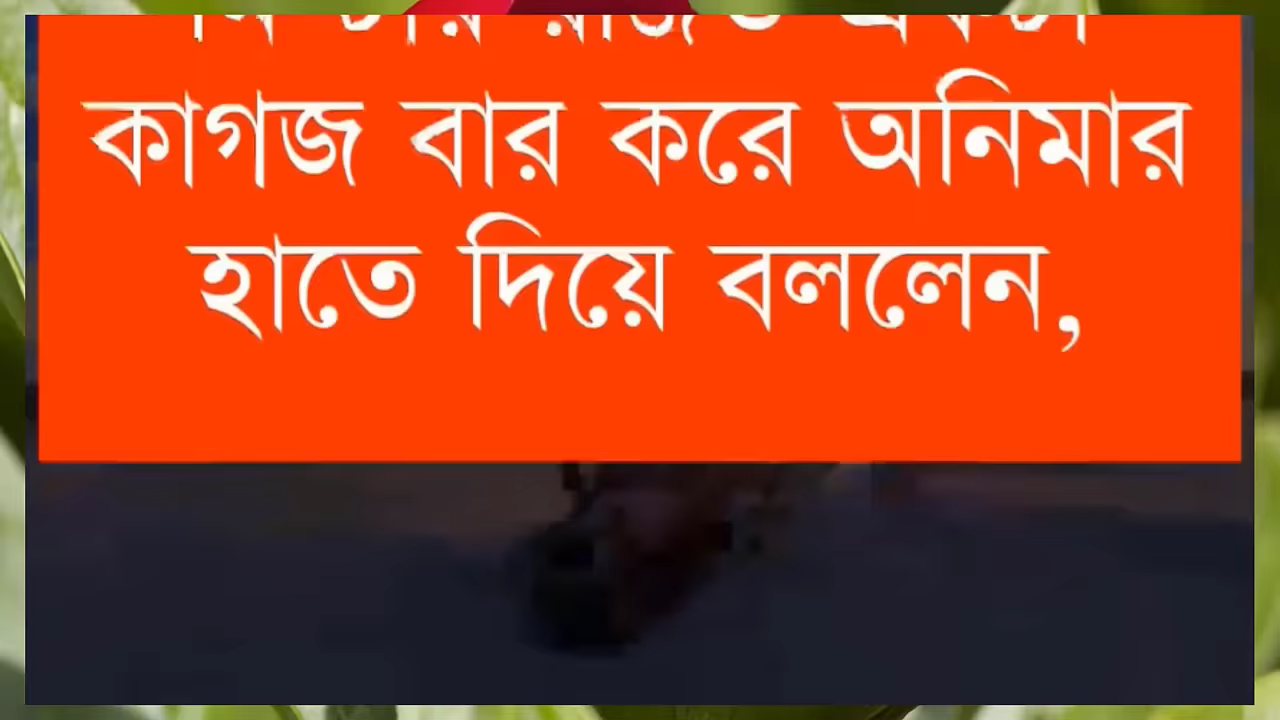 কাগজ বার করে অনিমার
হাতে দিয়ে বললেন,